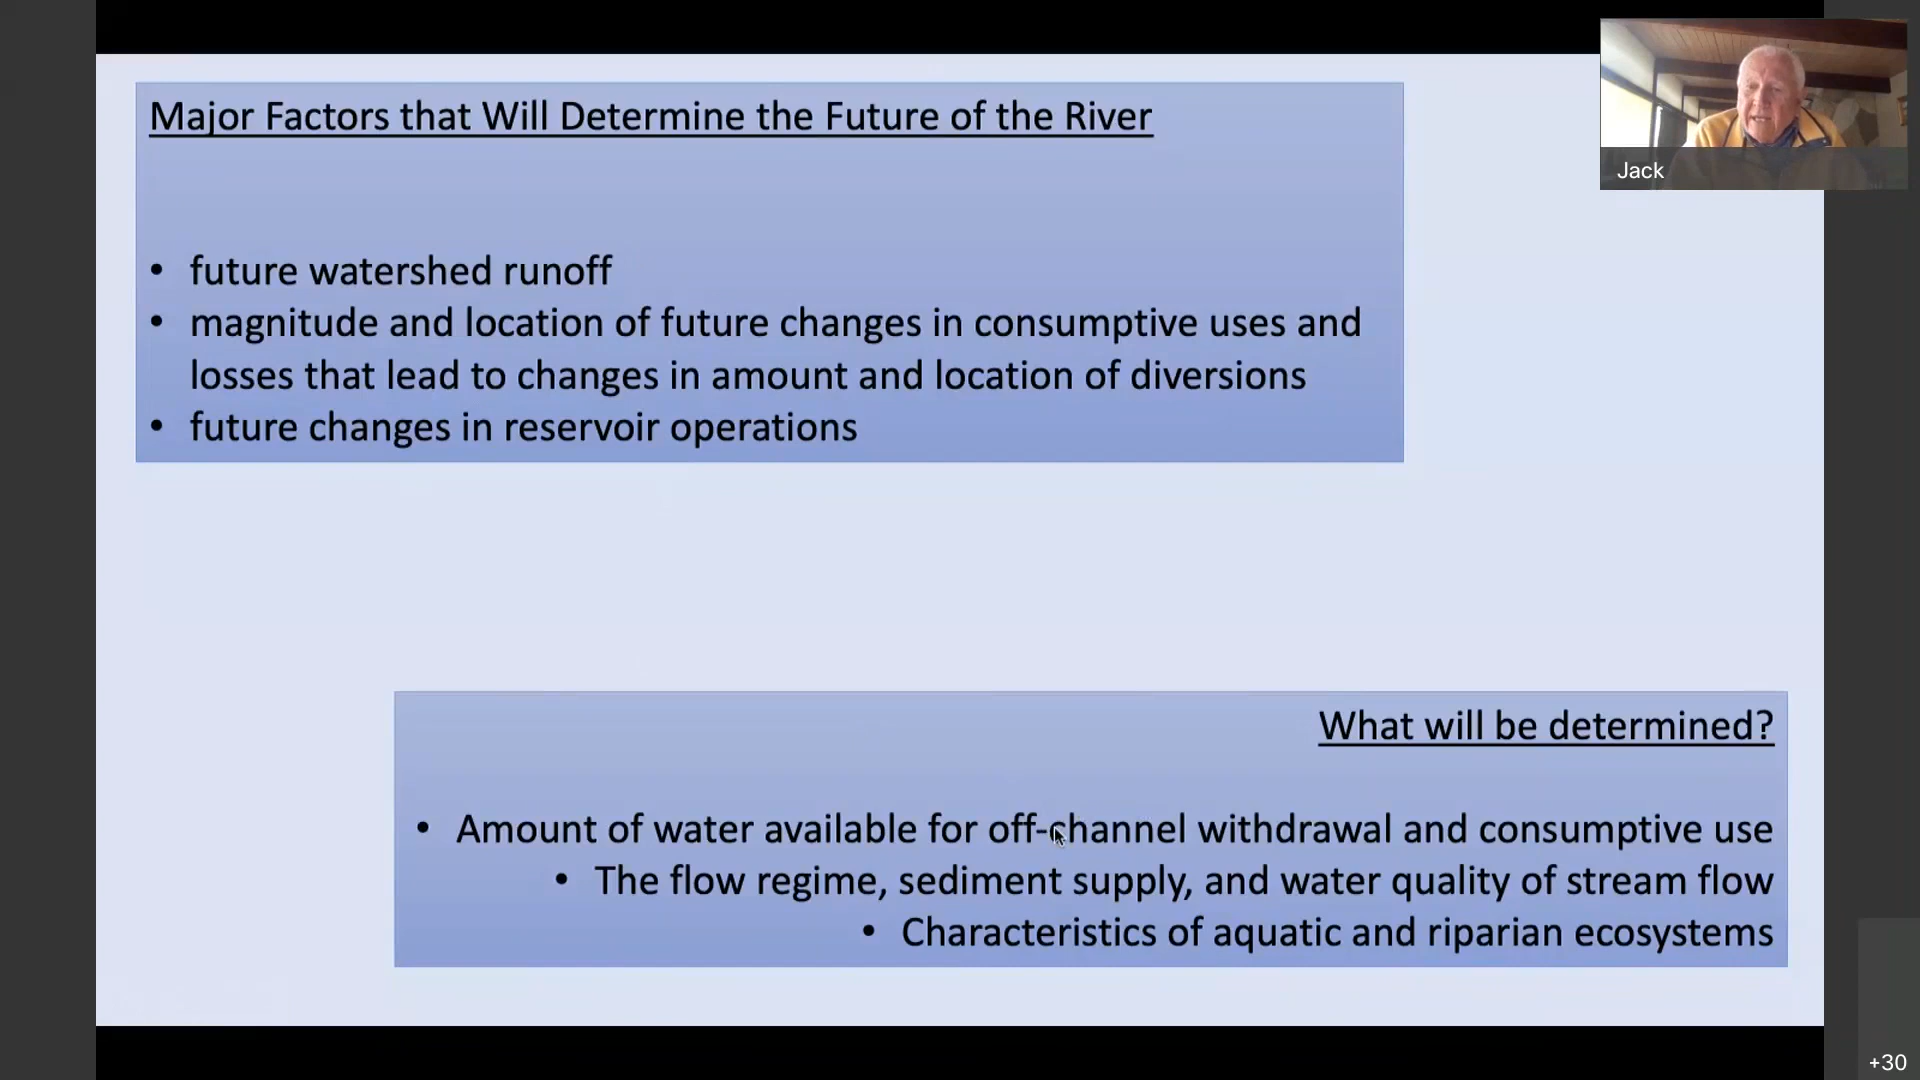 Major Factors that Will Determine the Future of the River
• future watershed runoff
• magnitude and location of future changes in consumptive uses and
losses that lead to changes in amount and location of diversions
• future changes in reservoir operations
What will be determined?
• Amount of water available for off-channel withdrawal and consumptive use
• The flow regime, sediment supply, and water quality of stream flow
• Characteristics of aquatic and riparian ecosystems
Jack
+30